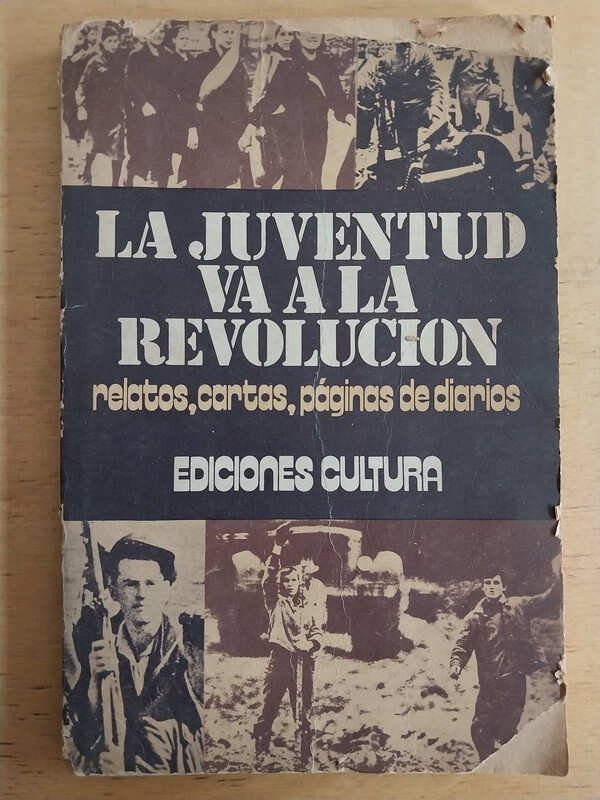 LA JUVENTUD
VA A LA
REVOLUCION
relatos, cartas, páginas de diarios
EDICIONES CULTURA